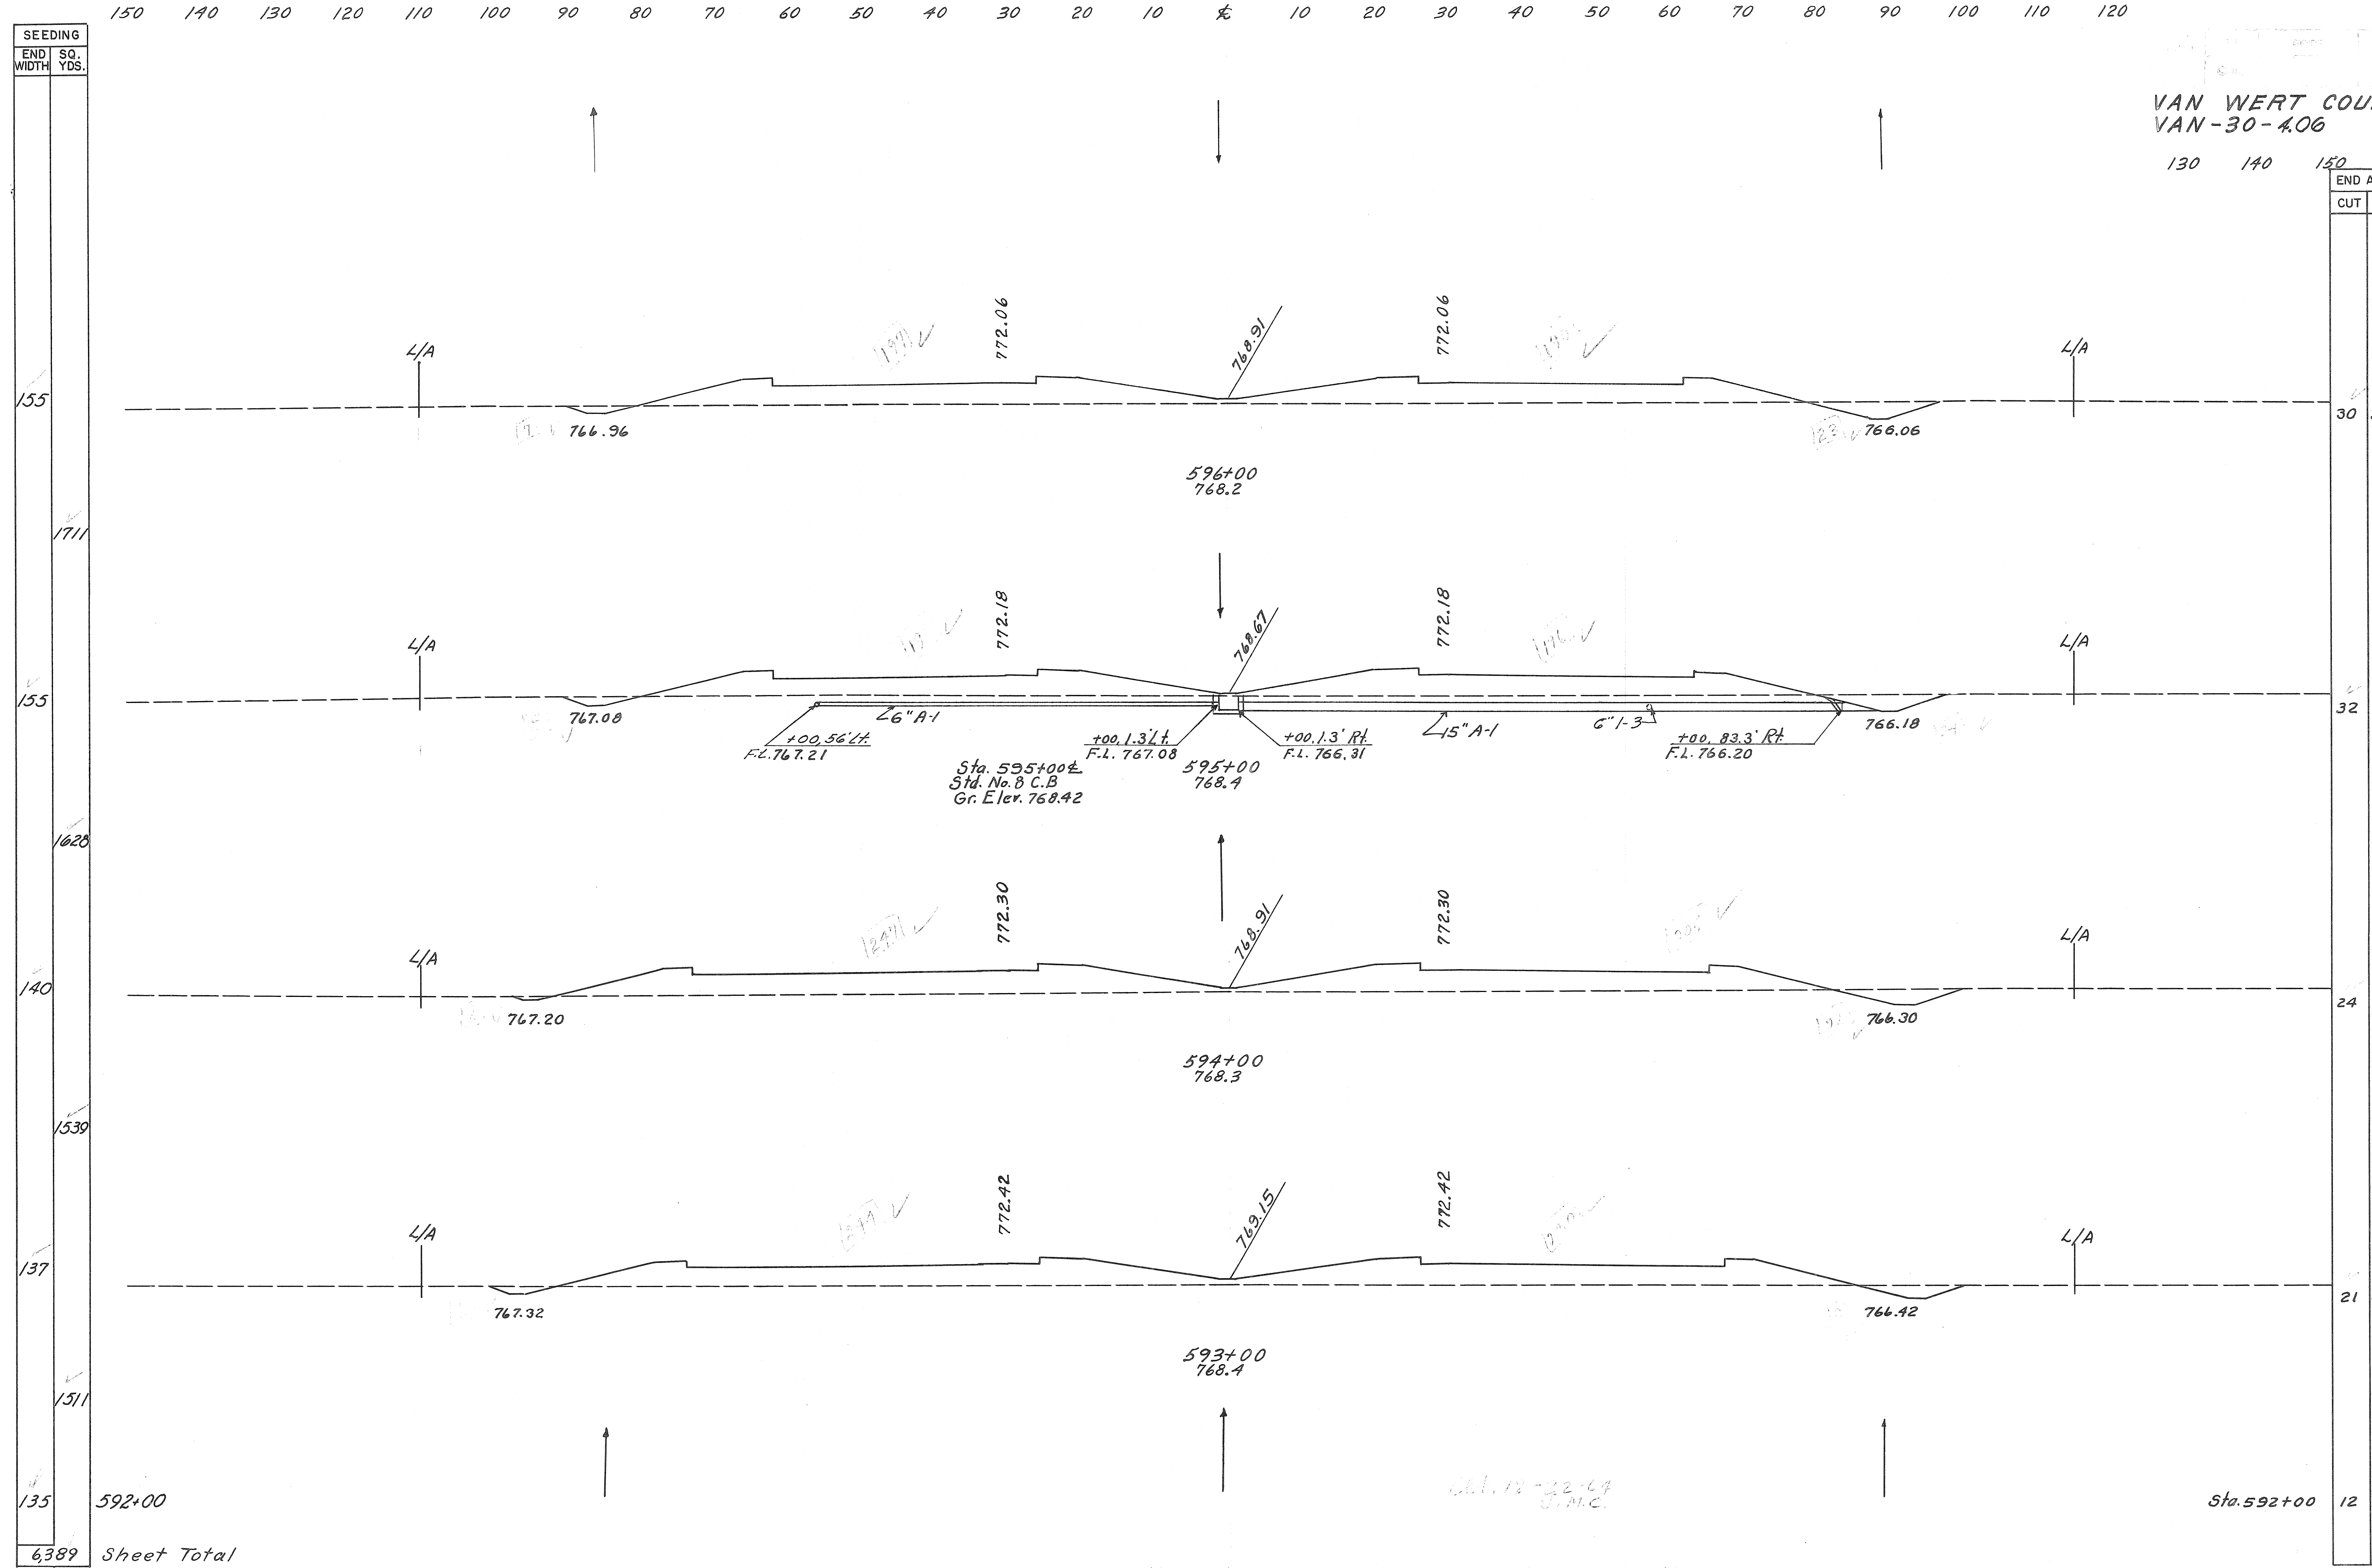 150 140 130 120 110 100 90 80 70 60 50 40 30 20 10 ℄ 10 20 30 40 50 60 70 80 90 100 110 120
SEEDING
END WIDTH
SQ. YDS.
VAN WERT COU
VAN-30-4.06
130 140 150
END A
CUT
L/A
772.06
768.91
772.06
L/A
155
766.96
766.06
30
596+00
768.2
1711
L/A
772.18
768.67
772.18
L/A
155
767.08
6" A-1
15" A-1
6" 1-3
766.18
32
+00, 56' Lt.
F.L. 767.21
+00, 1.3' Lt.
F.L. 767.08
+00, 1.3' Rt.
F.L. 766.31
+00, 83.3' Rt.
F.L. 766.20
Sta. 595+00 ℄
Std. No. 8 C.B
Gr. Elev. 768.42
595+00
768.4
1628
L/A
772.30
768.91
772.30
L/A
140
767.20
766.30
24
594+00
768.3
1539
L/A
772.42
769.15
772.42
L/A
137
767.32
766.42
21
593+00
768.4
1511
135
592+00
Sta. 592+00
12
6,389
Sheet Total